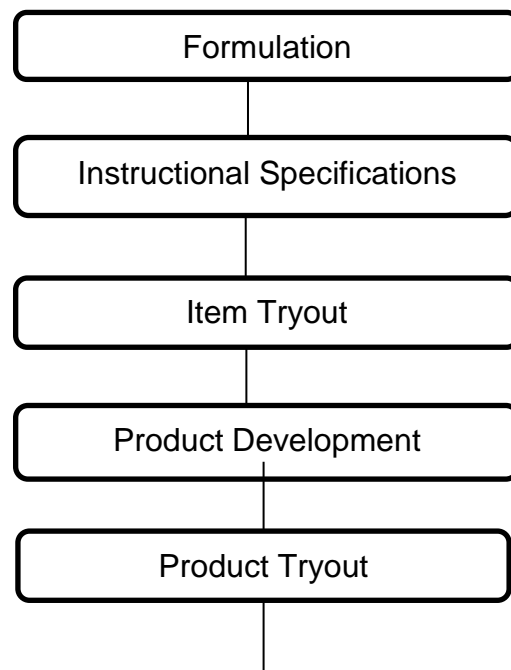 Formulation
Instructional Specifications
Item Tryout
Product Development
Product Tryout